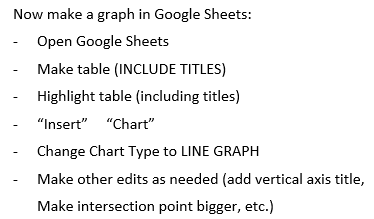 Now make a graph in Google Sheets:
- Open Google Sheets
- Make table (INCLUDE TITLES)
- Highlight table (including titles)
- “Insert” “Chart”
- Change Chart Type to LINE GRAPH
- Make other edits as needed (add vertical axis title,
Make intersection point bigger, etc.)